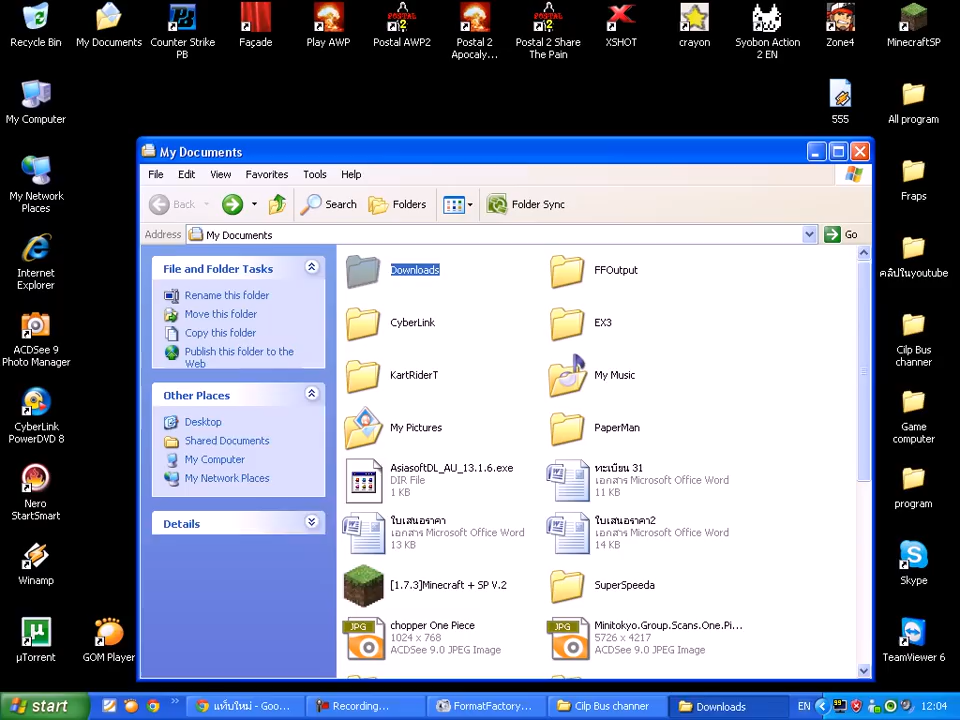 Recycle Bin
My Documents
Counter Strike
PB
Façade
Play AWP
Postal AWP2
Postal 2
Apocaly...
Postal 2 Share
The Pain
XSHOT
crayon
Syobon Action
2 EN
Zone4
MinecraftSP
My Computer
555
All program
My Network
Places
Fraps
Internet
Explorer
คลิปในyoutube
ACDSee 9
Photo Manager
Cilp Bus
channer
CyberLink
PowerDVD 8
Game
computer
Nero
StartSmart
program
Winamp
Skype
µTorrent
GOM Player
TeamViewer 6
My Documents
File Edit View Favorites Tools Help
Back Search Folders Folder Sync
Address My Documents Go
File and Folder Tasks
Rename this folder
Move this folder
Copy this folder
Publish this folder to the
Web
Other Places
Desktop
Shared Documents
My Computer
My Network Places
Details
Downloads
FFOutput
CyberLink
EX3
KartRiderT
My Music
My Pictures
PaperMan
AsiasoftDL_AU_13.1.6.exe
DIR File
1 KB
ทะเบียน 31
เอกสาร Microsoft Office Word
11 KB
ใบเสนอราคา
เอกสาร Microsoft Office Word
13 KB
ใบเสนอราคา2
เอกสาร Microsoft Office Word
14 KB
[1.7.3]Minecraft + SP V.2
SuperSpeeda
JPG
chopper One Piece
1024 x 768
ACDSee 9.0 JPEG Image
JPG
Minitokyo.Group.Scans.One.Pi...
5726 x 4217
ACDSee 9.0 JPEG Image
start
แท็บใหม่ - Goo...
Recording...
FormatFactory...
Cilp Bus channer
Downloads
EN
99
12:04